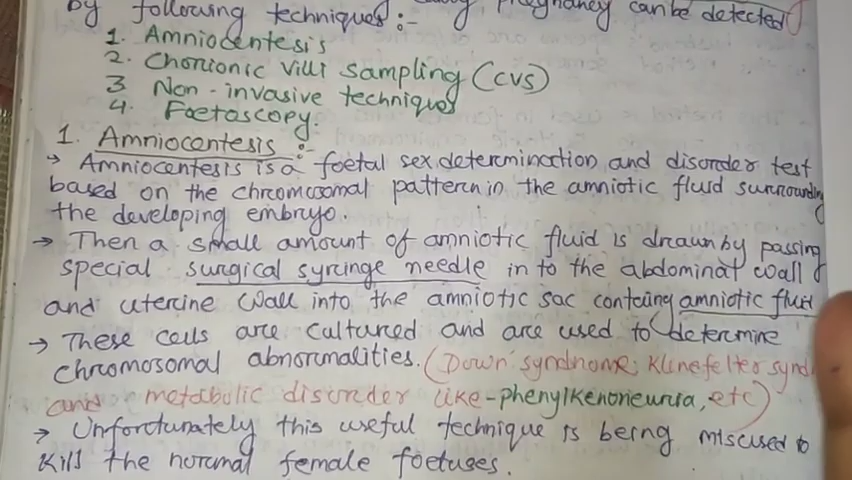 by following techniques :- pregnancy can be detected
1. Amniocentesis
2. Chorionic villi sampling (CVS)
3 Non-invasive techniques
4. Foetoscopy:
1. Amniocentesis :-
→ Amniocentesis is a foetal sex determination and disorder test
based on the chromosomal pattern in the amniotic fluid surrounding
the developing embryo.
→ Then a small amount of amniotic fluid is drawn by passing
special surgical syringe needle in to the abdominal wall
and uterine wall into the amniotic sac containg amniotic fluid
→ These cells are cultured and are used to determine
chromosomal abnormalities. (Down syndnome, Klinefelter synd
and metabolic disorder like - phenylkenoneuria, etc)
→ Unfortunately this useful technique is being miscused to
kill the normal female foetuses.